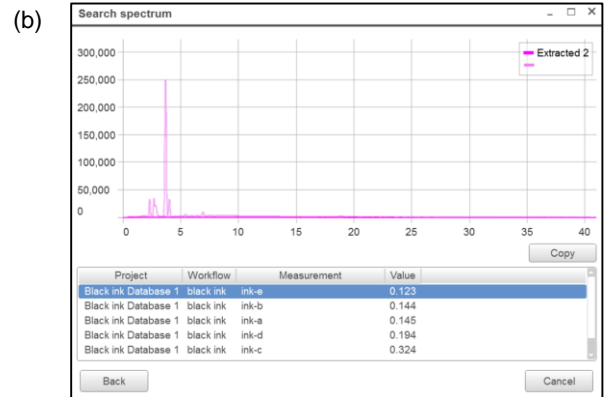 (b)
Search spectrum
300,000
250,000
200,000
150,000
100,000
50,000
0
Extracted 2
0 5 10 15 20 25 30 35 40
Copy
Project Workflow Measurement Value
Black ink Database 1 black ink ink-e 0.123
Black ink Database 1 black ink ink-b 0.144
Black ink Database 1 black ink ink-a 0.145
Black ink Database 1 black ink ink-d 0.194
Black ink Database 1 black ink ink-c 0.324
Back Cancel